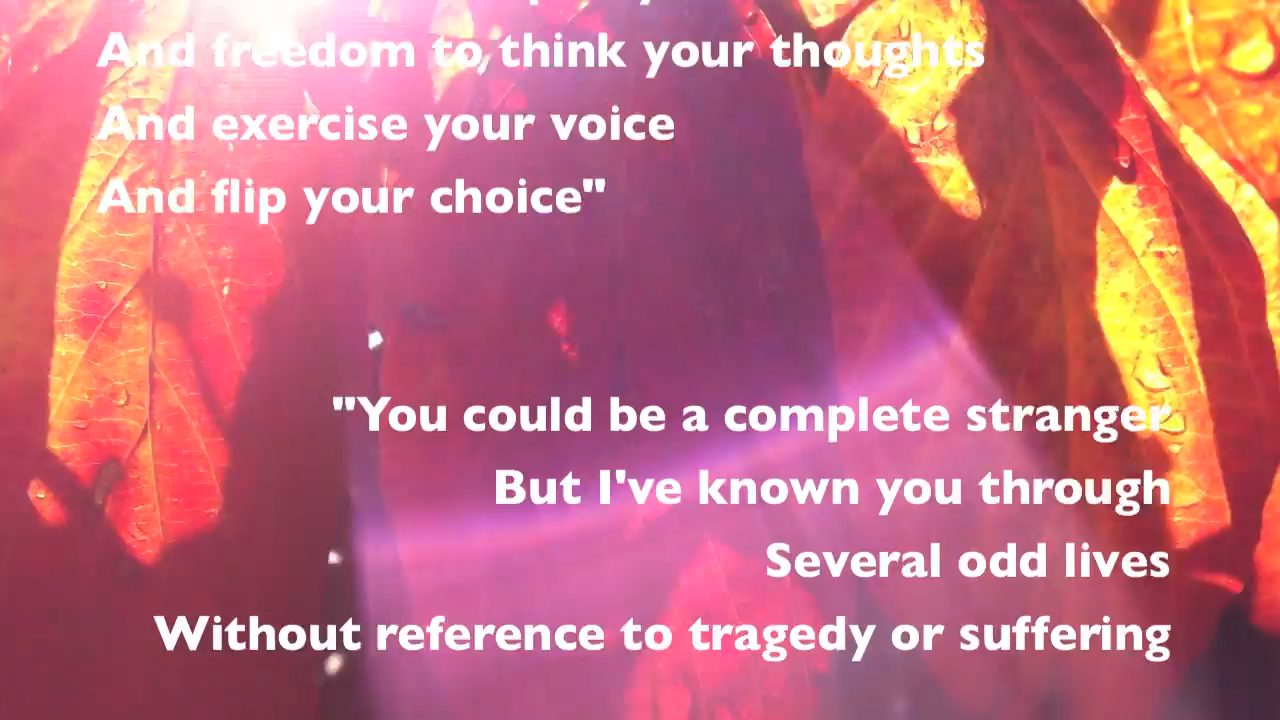 And freedom to think your thoughts
And exercise your voice
And flip your choice"
"You could be a complete stranger
But I've known you through
Several odd lives
Without reference to tragedy or suffering